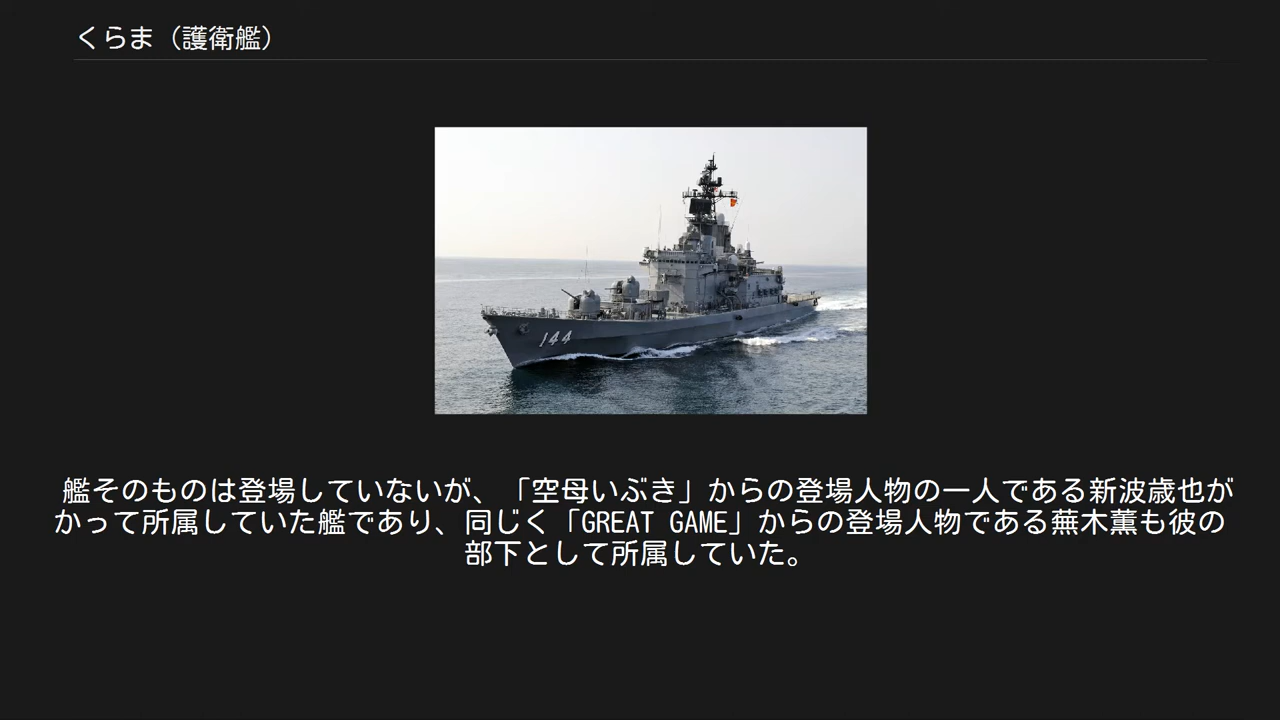 くらま（護衛艦）
144
艦そのものは登場していないが、「空母いぶき」からの登場人物の一人である新波歳也が
かって所属していた艦であり、同じく「GREAT GAME」からの登場人物である蕪木薫も彼の
部下として所属していた。